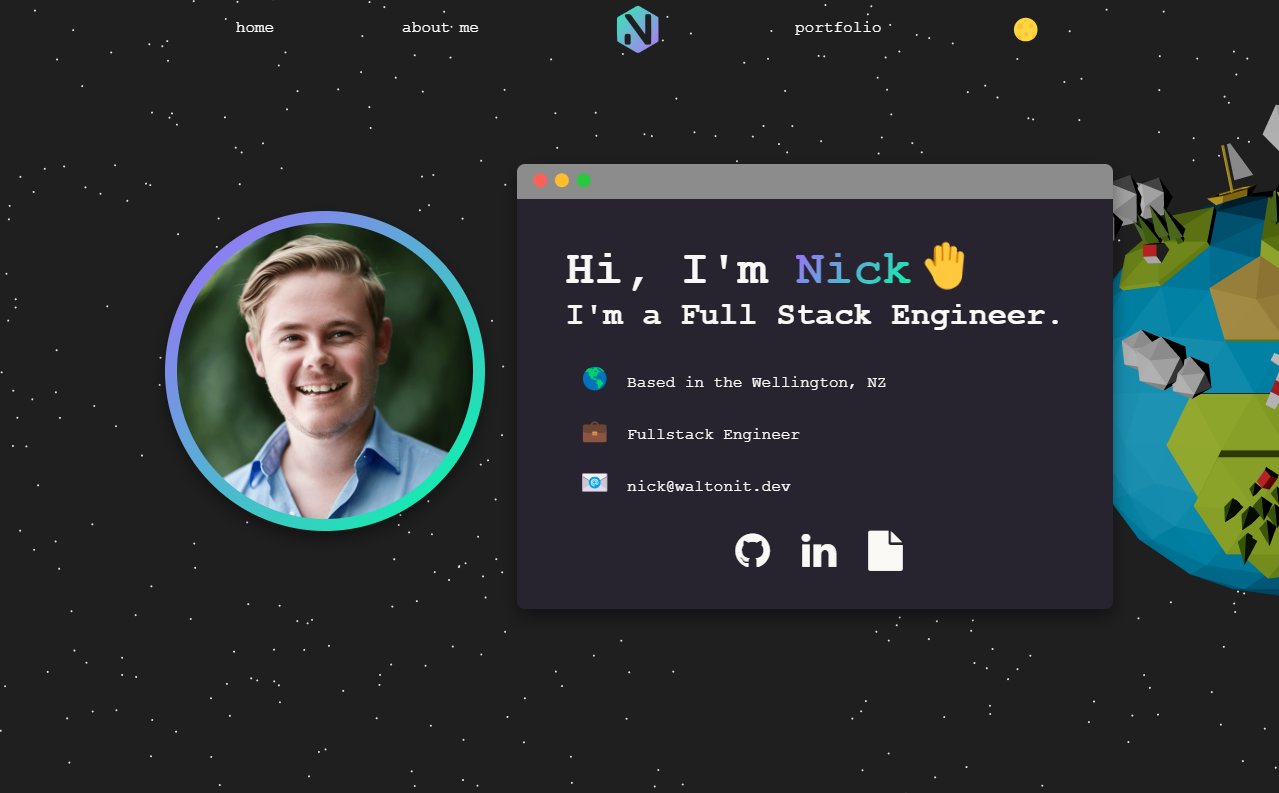 home
about me
N
portfolio
Hi, I'm Nick
I'm a Full Stack Engineer.
Based in the Wellington, NZ
Fullstack Engineer
nick@waltonit.dev
in